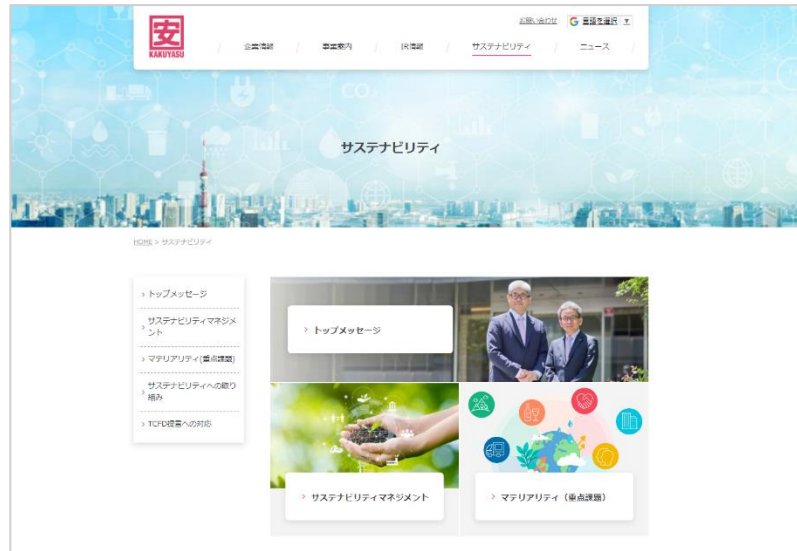 お問い合わせ
G 言語を選択 ▼
安
KAKUYASU
企業情報 / 事業案内 / IR情報 / サステナビリティ / ニュース /
CO₂
サステナビリティ
HOME > サステナビリティ
› トップメッセージ
› サステナビリティマネジメ
ント
› マテリアリティ(重点課題)
› サステナビリティへの取り
組み
› TCFD提言への対応
› トップメッセージ
› サステナビリティマネジメント
› マテリアリティ（重点課題）